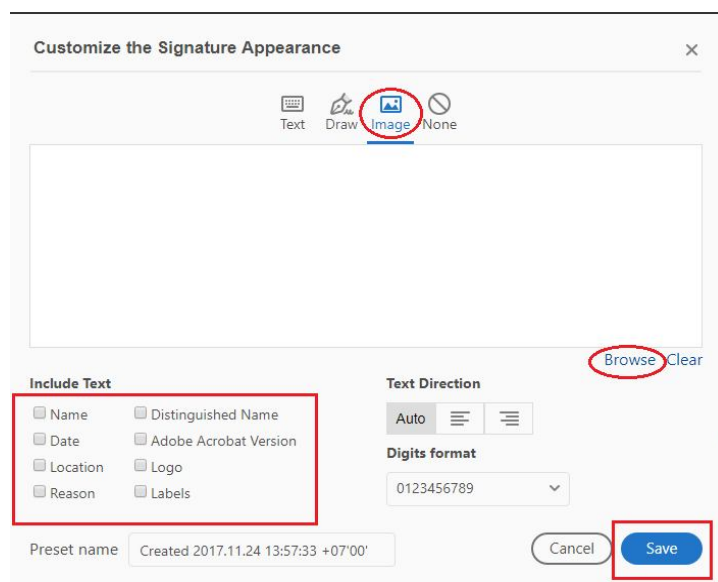 Customize the Signature Appearance
Text Draw Image None
Browse Clear
Include Text
Name Distinguished Name
Date Adobe Acrobat Version
Location Logo
Reason Labels
Text Direction
Auto
Digits format
0123456789
Preset name Created 2017.11.24 13:57:33 +07'00'
Cancel Save